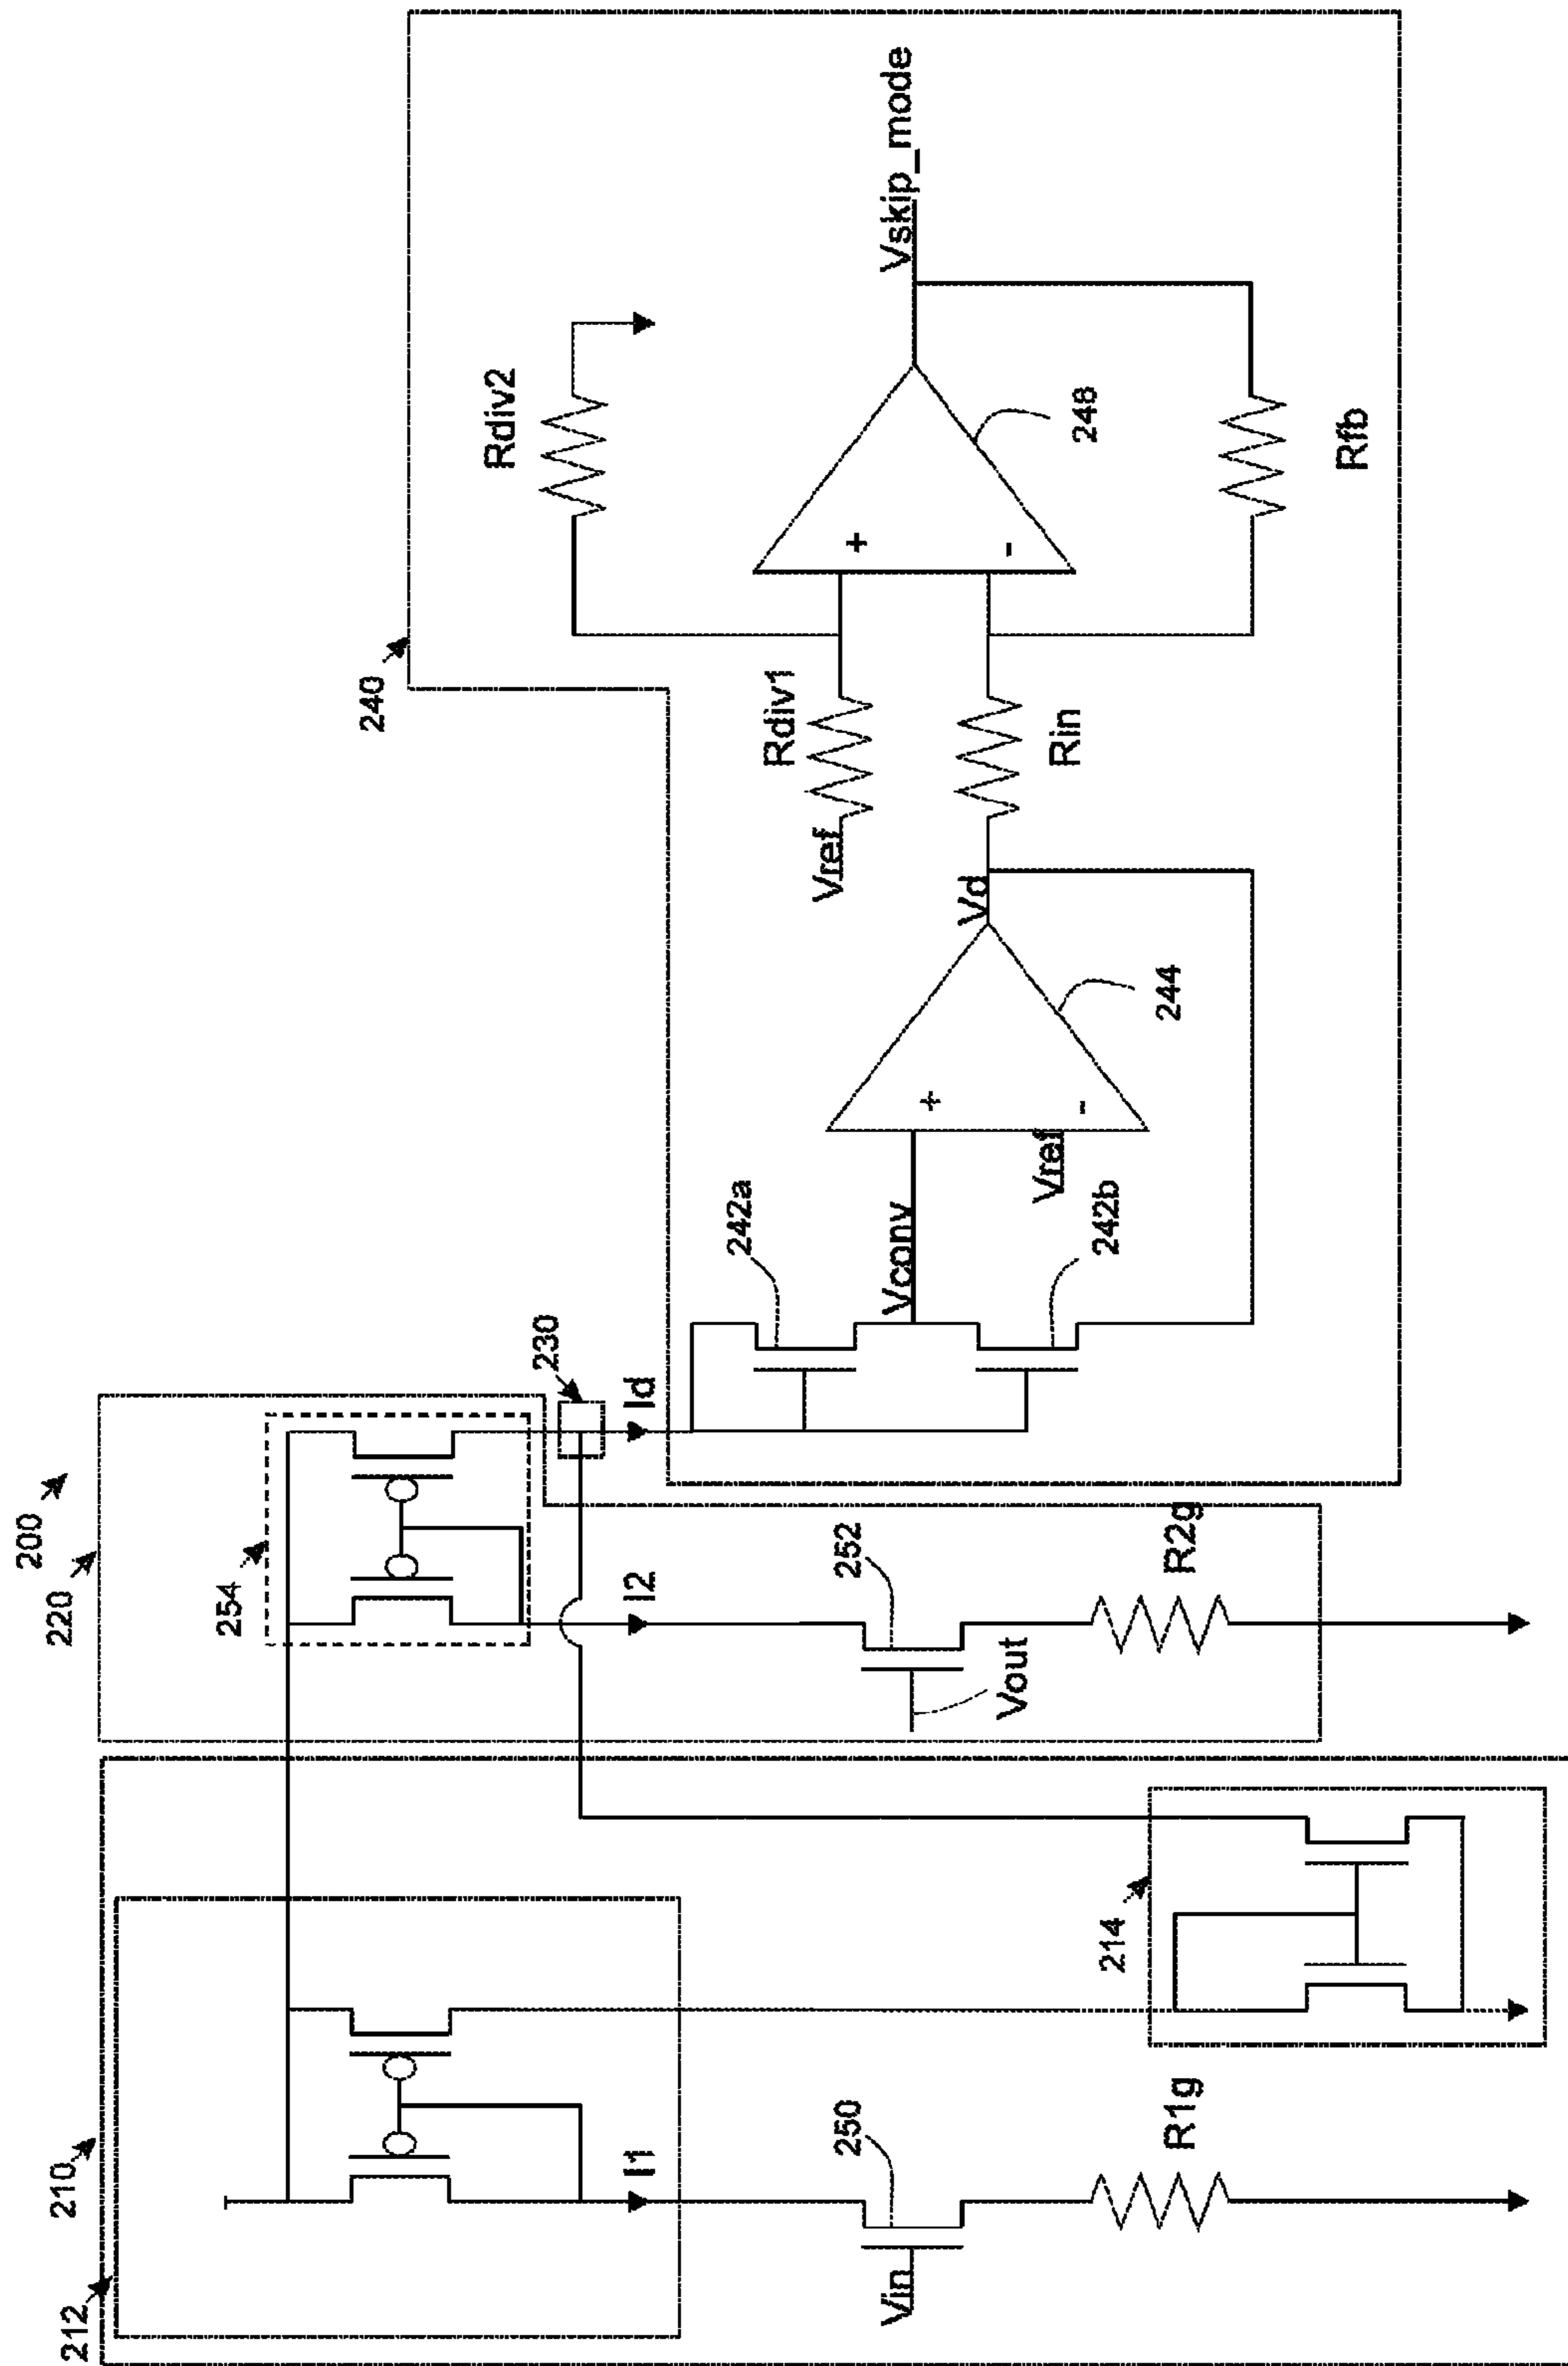 200
220
254
230
I2
Id
252
Vout
R2g
210
212
I1
250
Vin
R1g
214
240
242a
Vconv
242b
+
-
Vref
Vd
244
Vref
Rdiv1
Rin
Rdiv2
+
-
248
Rfb
Vskip_mode